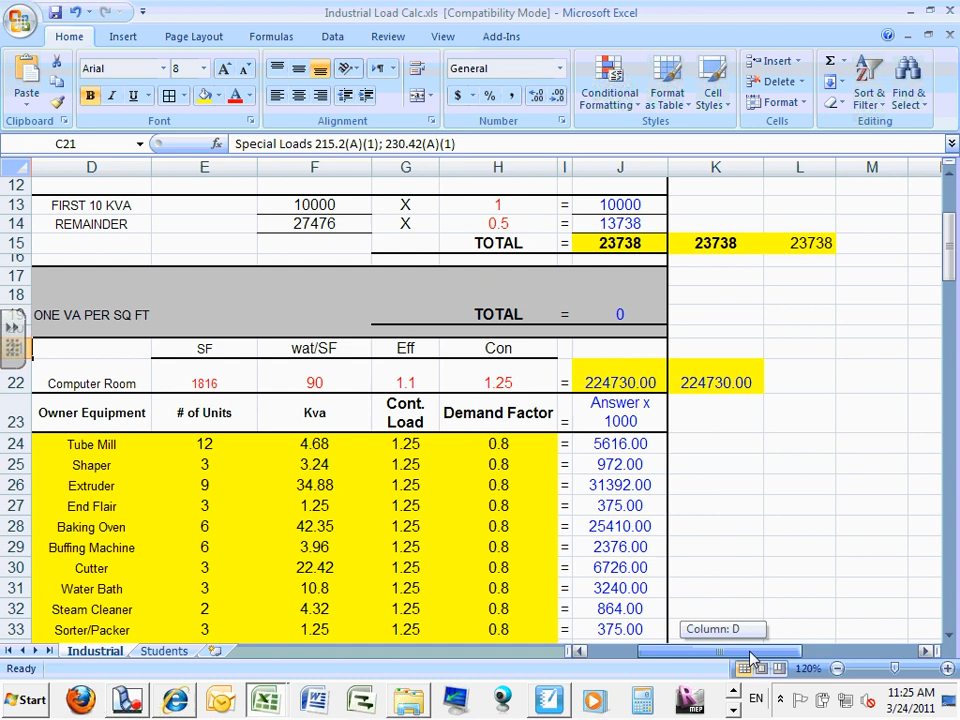 Industrial Load Calc.xls [Compatibility Mode] - Microsoft Excel
Home Insert Page Layout Formulas Data Review View Add-Ins
Paste Arial 8 A A General Conditional Formatting Format as Table Cell Styles Insert Delete Format Σ Sort & Filter Find & Select
B I U A $ % , .0 .00 .00 .0
Clipboard Font Alignment Number Styles Cells Editing
C21 fx Special Loads 215.2(A)(1); 230.42(A)(1)
D E F G H I J K L M
12
13 FIRST 10 KVA 10000 X 1 = 10000
14 REMAINDER 27476 X 0.5 = 13738
15 TOTAL = 23738 23738 23738
16
17
18
19 ONE VA PER SQ FT TOTAL = 0
SF wat/SF Eff Con
22 Computer Room 1816 90 1.1 1.25 = 224730.00 224730.00
23 Owner Equipment # of Units Kva Cont. Load Demand Factor = Answer x 1000
24 Tube Mill 12 4.68 1.25 0.8 = 5616.00
25 Shaper 3 3.24 1.25 0.8 = 972.00
26 Extruder 9 34.88 1.25 0.8 = 31392.00
27 End Flair 3 1.25 1.25 0.8 = 375.00
28 Baking Oven 6 42.35 1.25 0.8 = 25410.00
29 Buffing Machine 6 3.96 1.25 0.8 = 2376.00
30 Cutter 3 22.42 1.25 0.8 = 6726.00
31 Water Bath 3 10.8 1.25 0.8 = 3240.00
32 Steam Cleaner 2 4.32 1.25 0.8 = 864.00
33 Sorter/Packer 3 1.25 1.25 0.8 = 375.00
Column: D
Industrial Students
Ready 120%
Start MEP EN 11:25 AM
3/24/2011